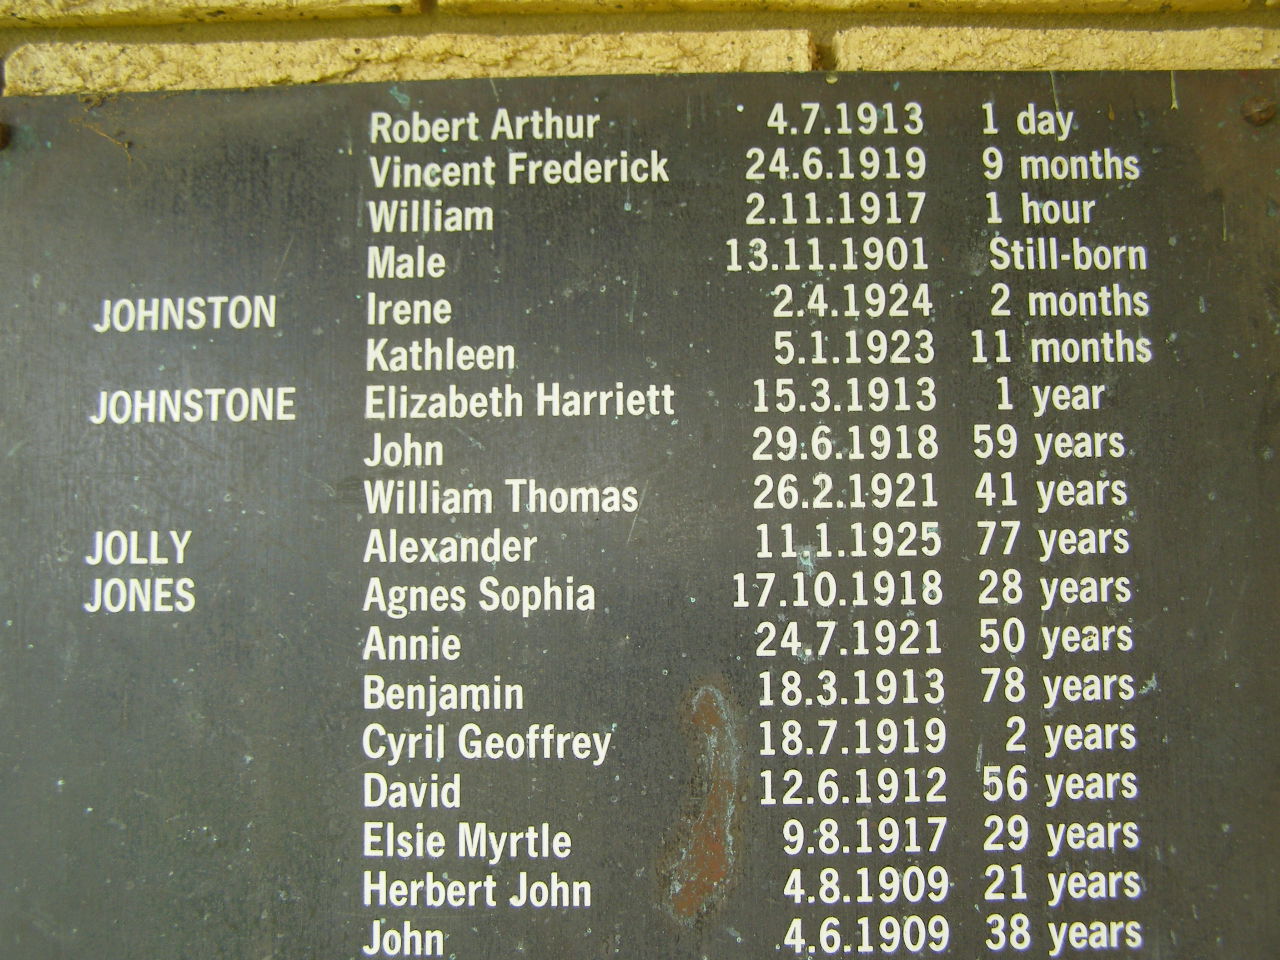 Robert Arthur 4.7.1913 1 day
Vincent Frederick 24.6.1919 9 months
William 2.11.1917 1 hour
Male 13.11.1901 Still-born
JOHNSTON Irene 2.4.1924 2 months
Kathleen 5.1.1923 11 months
JOHNSTONE Elizabeth Harriett 15.3.1913 1 year
John 29.6.1918 59 years
William Thomas 26.2.1921 41 years
JOLLY Alexander 11.1.1925 77 years
JONES Agnes Sophia 17.10.1918 28 years
Annie 24.7.1921 50 years
Benjamin 18.3.1913 78 years
Cyril Geoffrey 18.7.1919 2 years
David 12.6.1912 56 years
Elsie Myrtle 9.8.1917 29 years
Herbert John 4.8.1909 21 years
John 4.6.1909 38 years